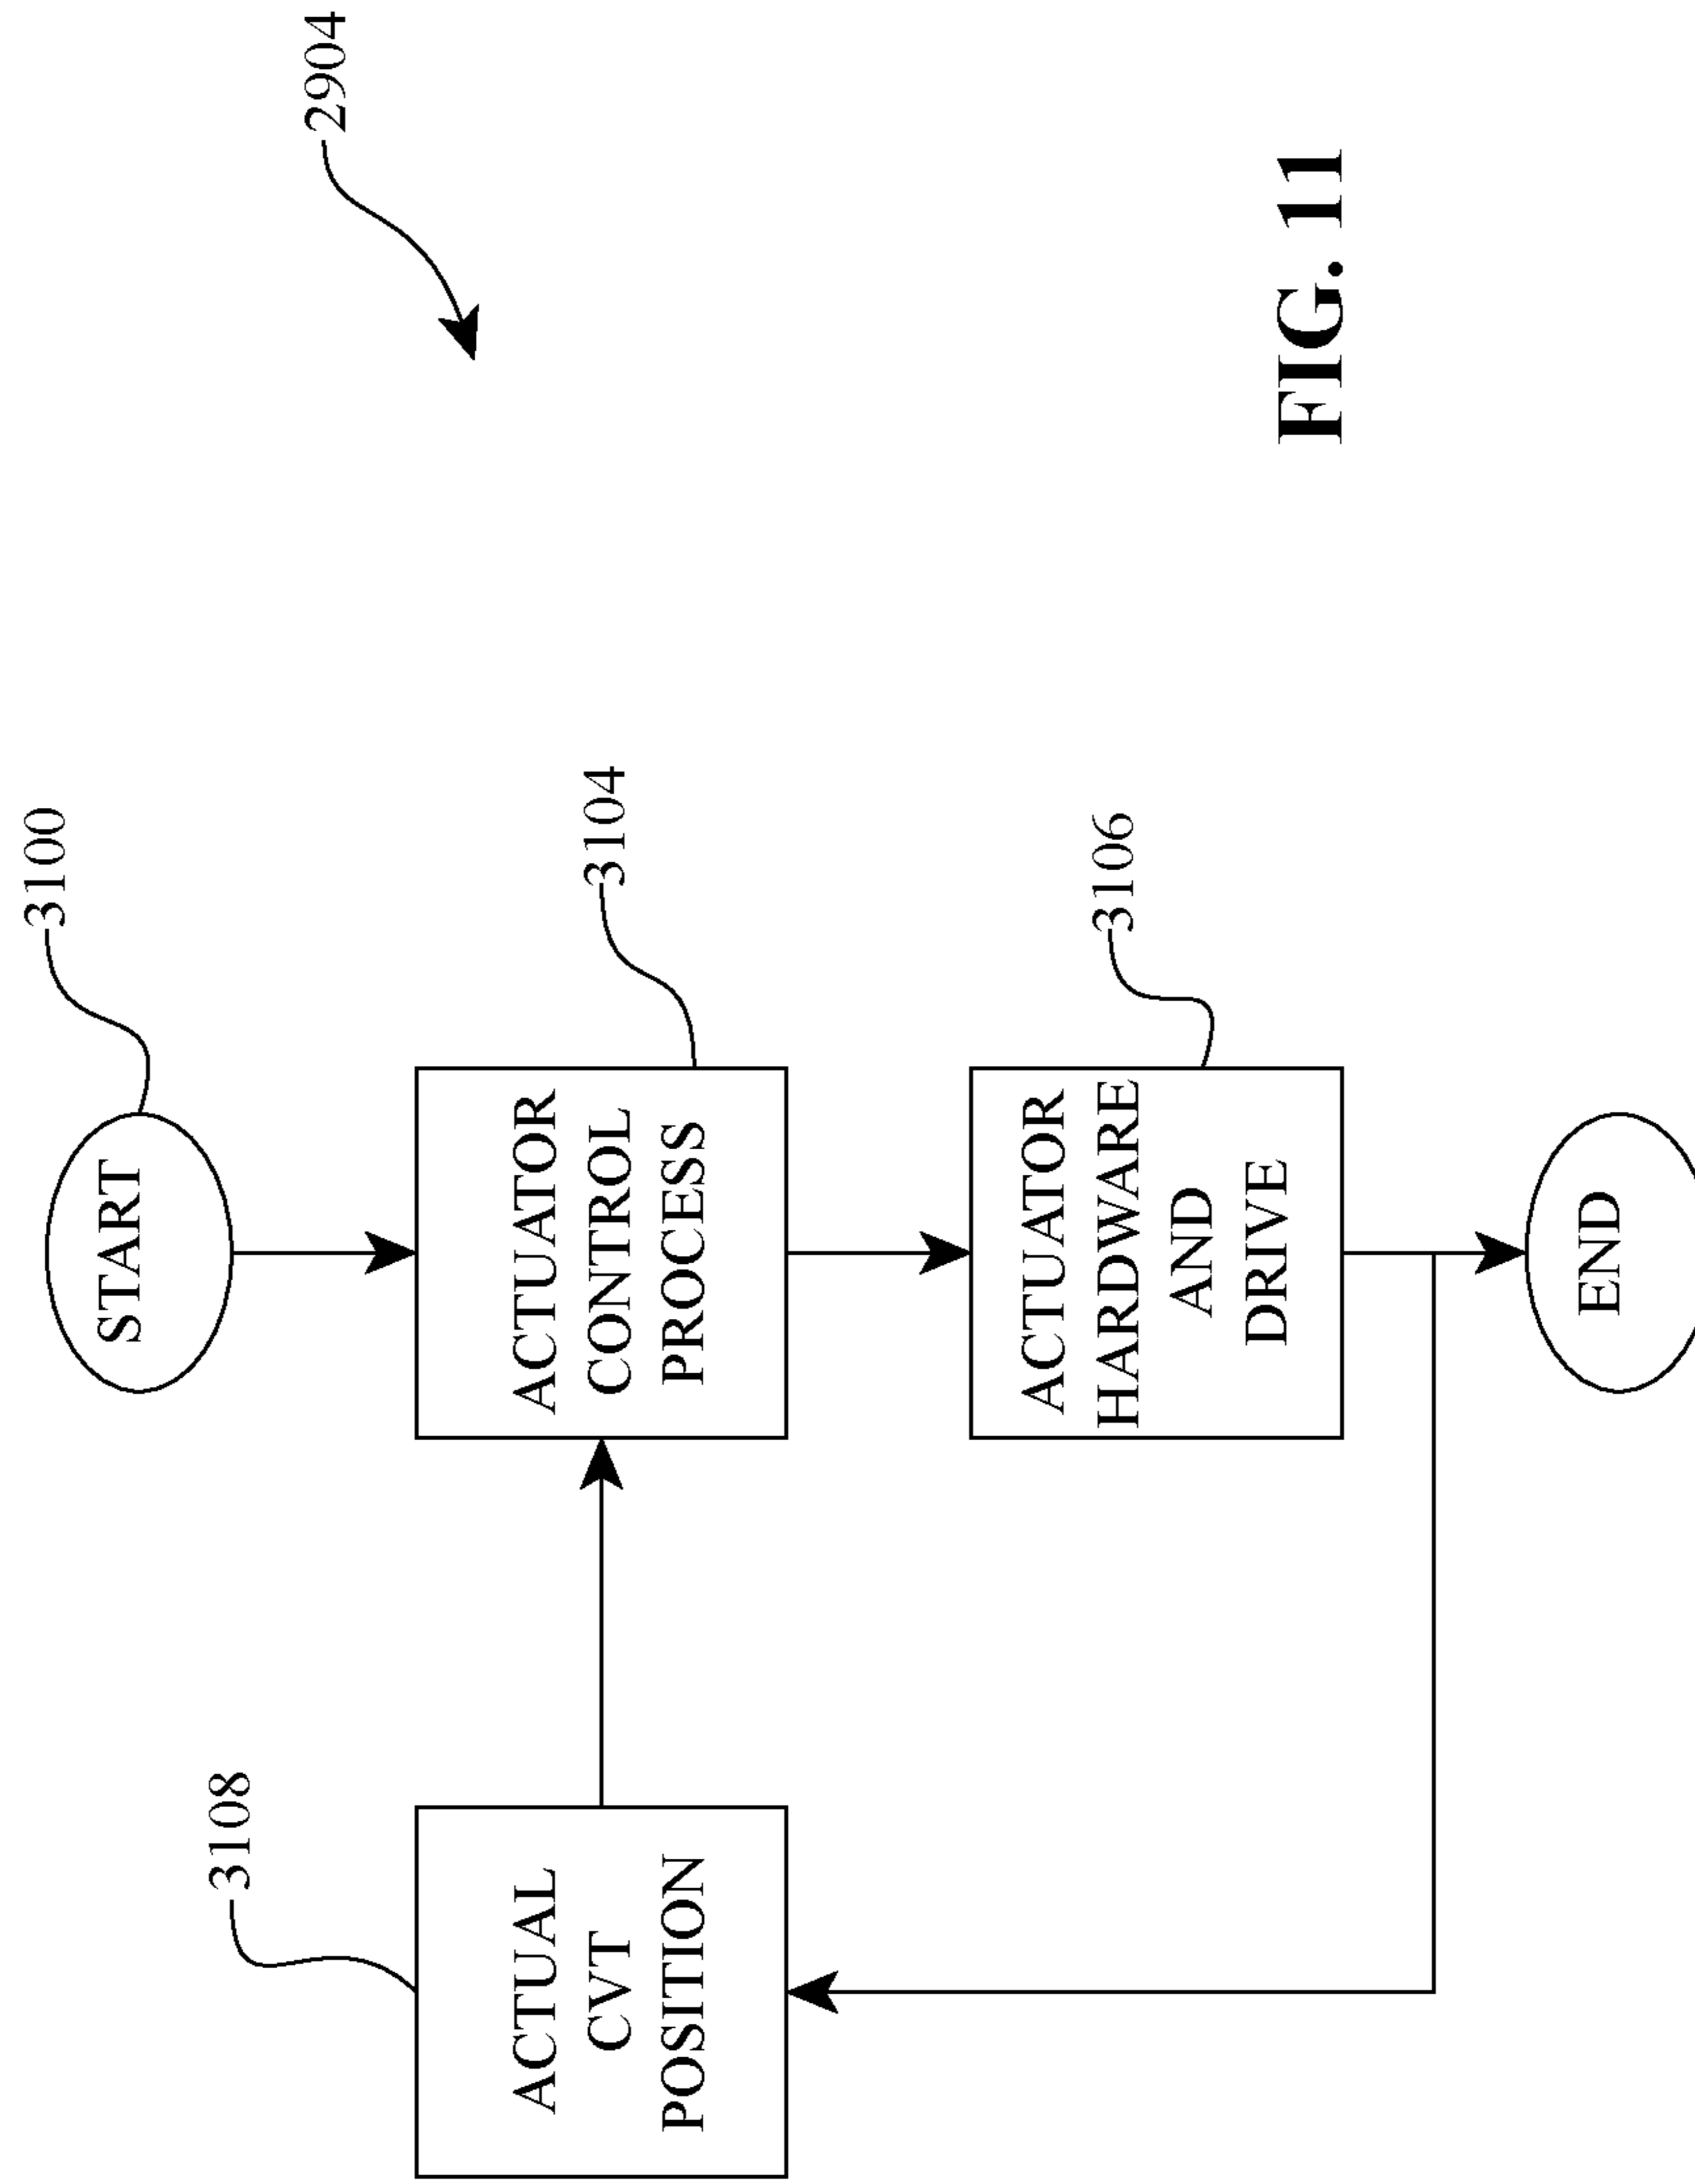 3100
START
2904
3108
ACTUAL
CVT
POSITION
ACTUATOR
CONTROL
PROCESS
3104
ACTUATOR
HARDWARE
AND
DRIVE
3106
END
FIG. 11